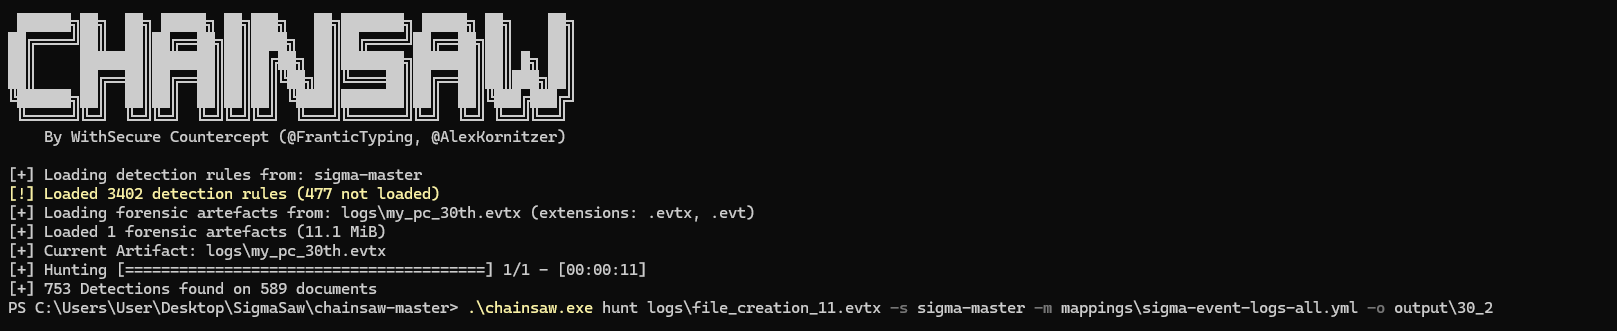 CHAINSAW
By WithSecure Countercept (@FranticTyping, @AlexKornitzer)
[+] Loading detection rules from: sigma-master
[!] Loaded 3402 detection rules (477 not loaded)
[+] Loading forensic artefacts from: logs\my_pc_30th.evtx (extensions: .evtx, .evt)
[+] Loaded 1 forensic artefacts (11.1 MiB)
[+] Current Artifact: logs\my_pc_30th.evtx
[+] Hunting [========================================] 1/1 - [00:00:11]
[+] 753 Detections found on 589 documents
PS C:\Users\User\Desktop\SigmaSaw\chainsaw-master> .\chainsaw.exe hunt logs\file_creation_11.evtx -s sigma-master -m mappings\sigma-event-logs-all.yml -o output\30_2